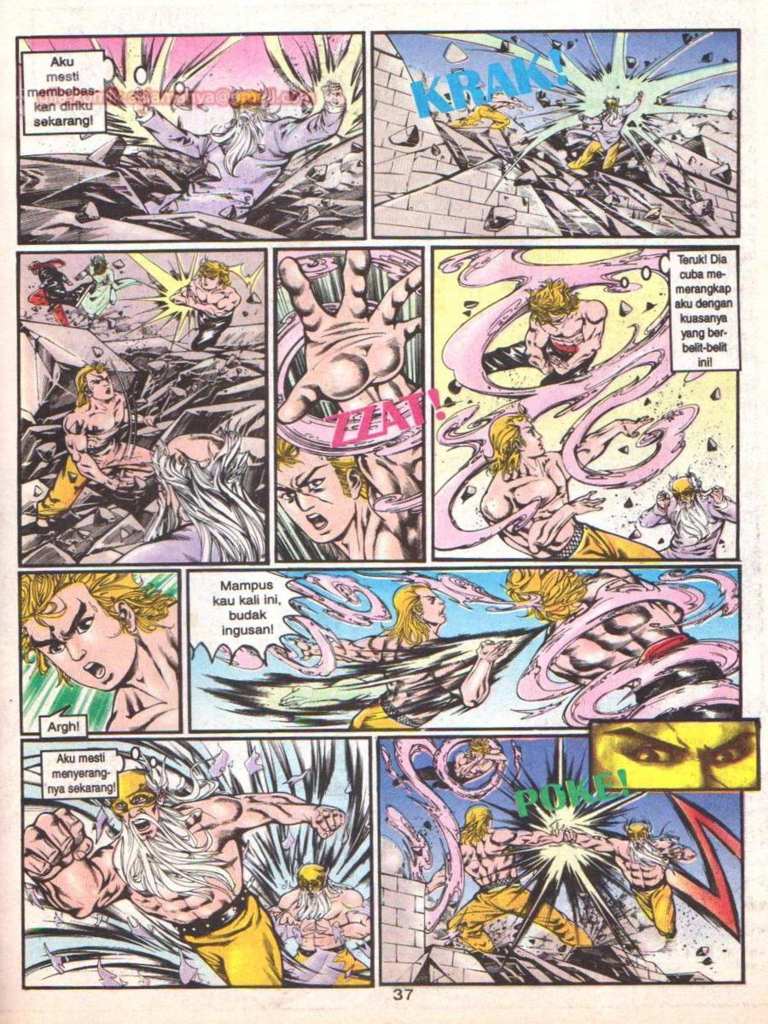 Aku
mesti
membebas-
kan diriku
sekarang!
KRAK!
ZZAT!
Teruk! Dia
cuba me-
merangkap
aku dengan
kuasanya
yang ber-
belit-belit
ini!
Argh!
Mampus
kau kali ini,
budak
ingusan!
Aku mesti
menyerang-
nya sekarang!
POKE!
37